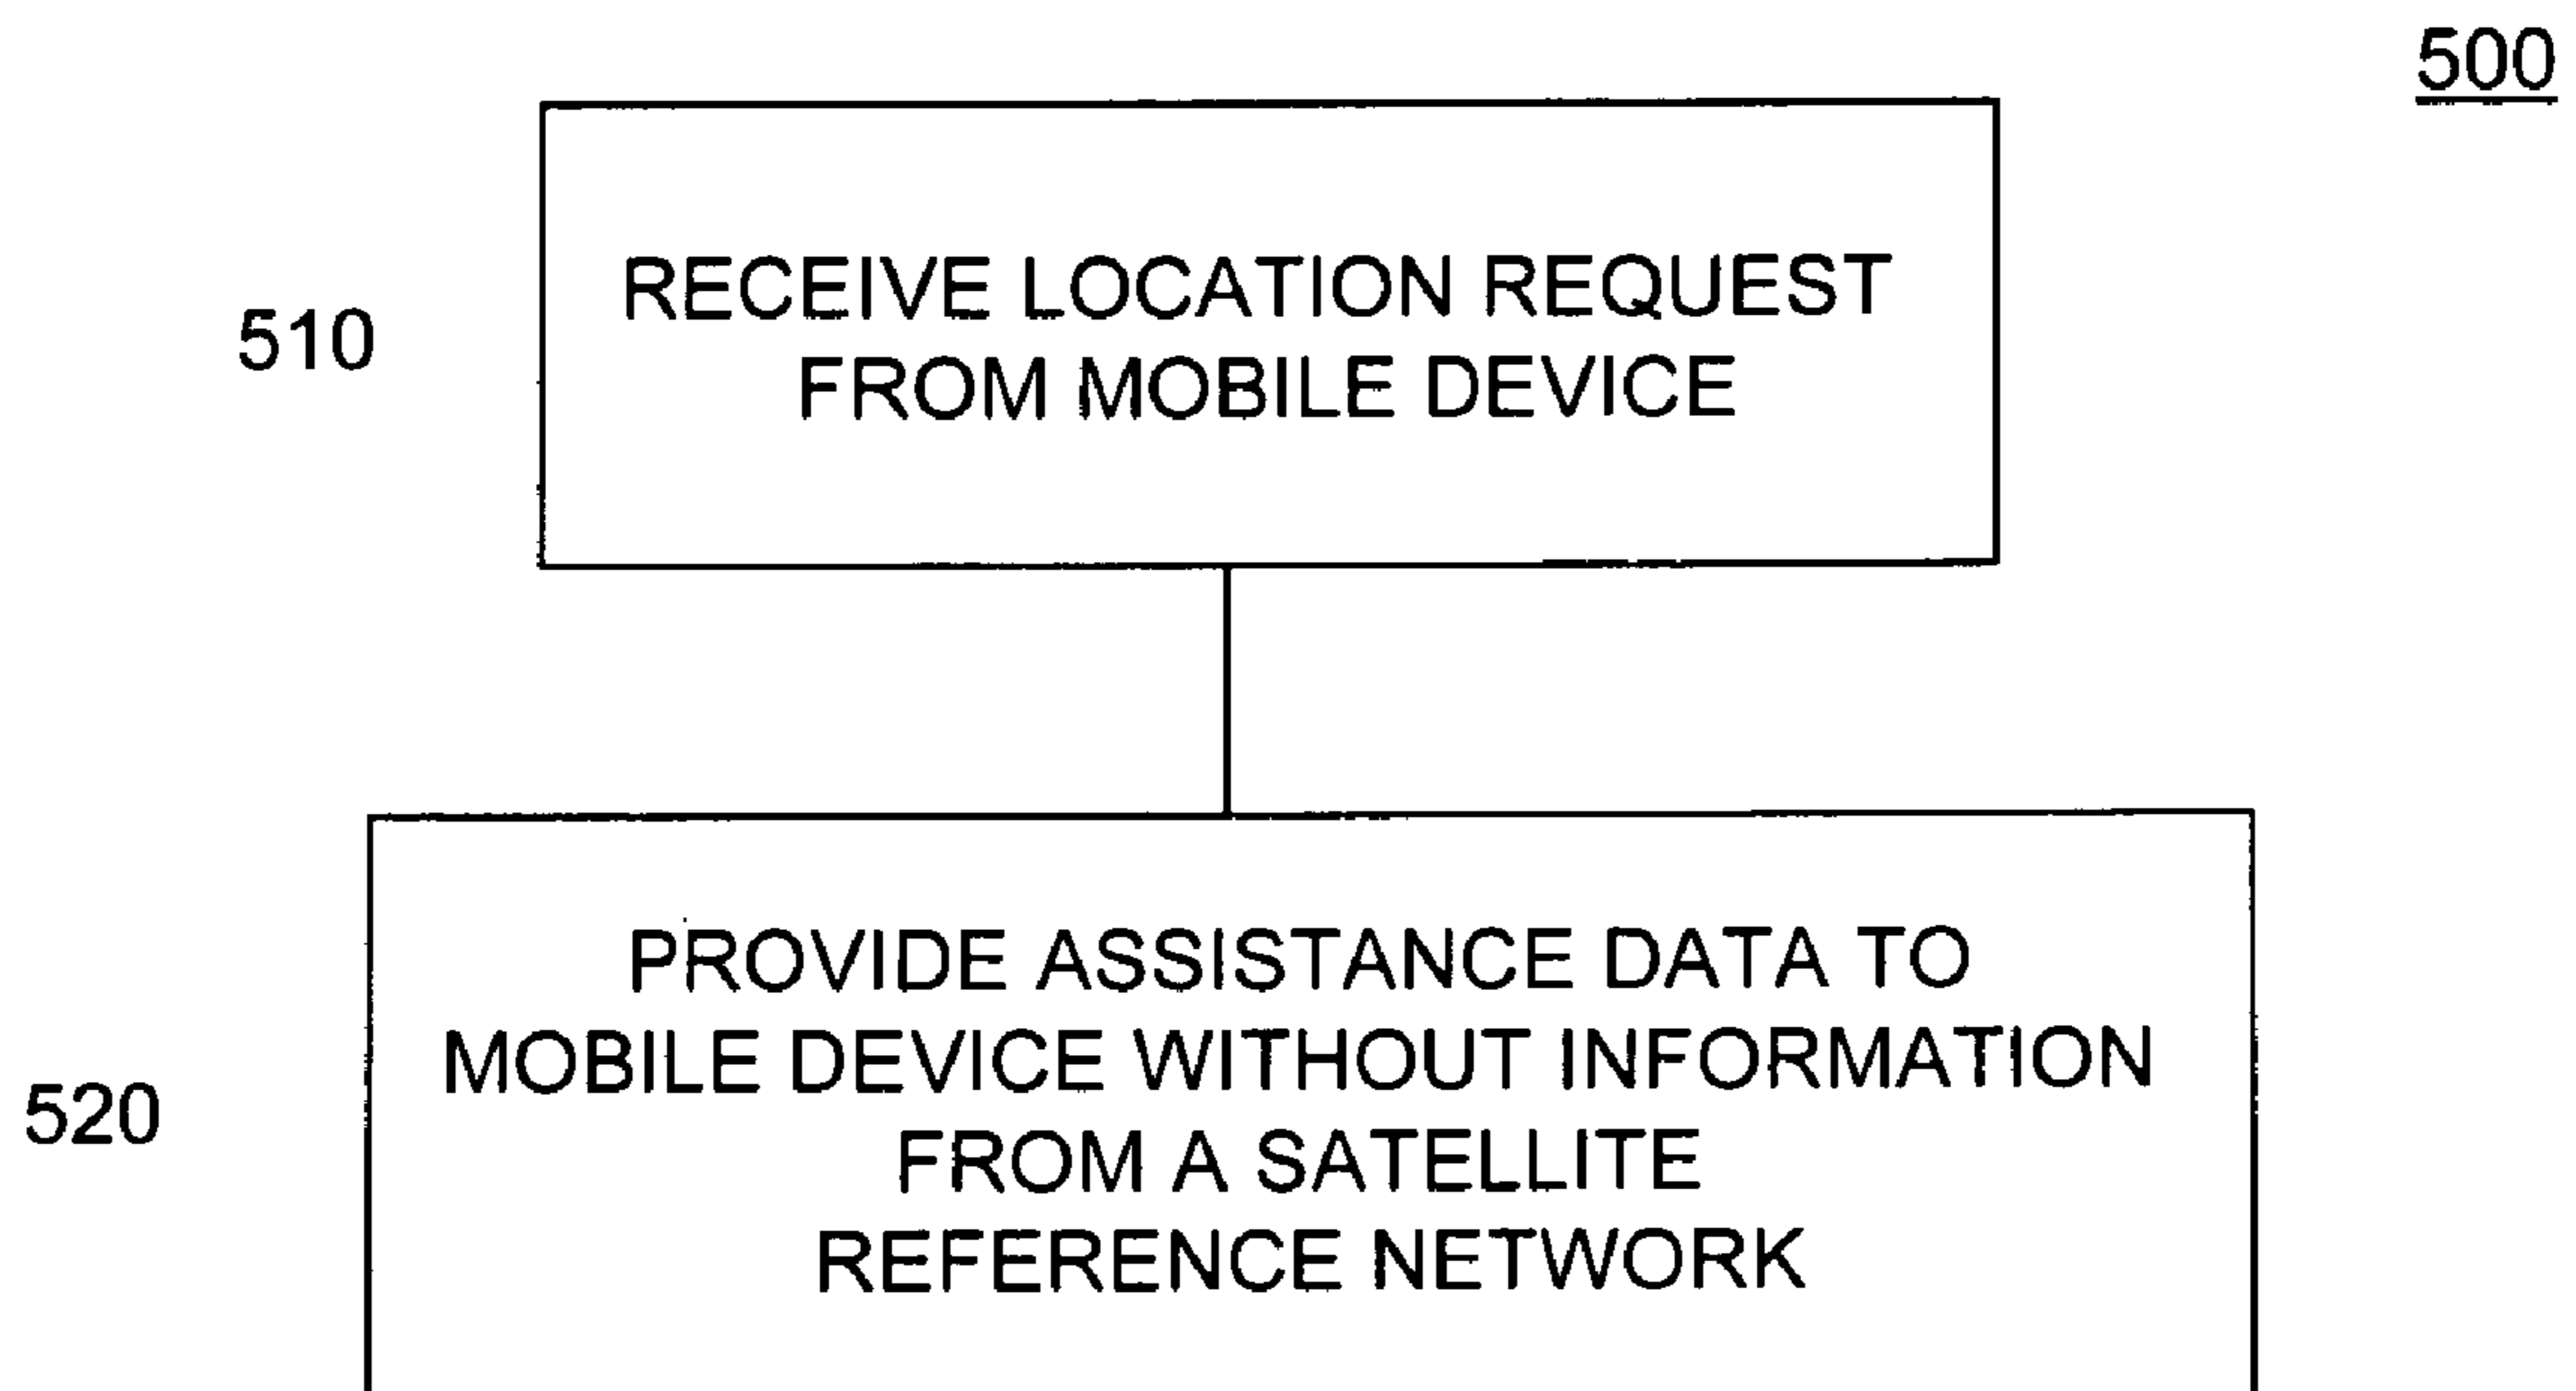 500
510
RECEIVE LOCATION REQUEST
FROM MOBILE DEVICE
520
PROVIDE ASSISTANCE DATA TO
MOBILE DEVICE WITHOUT INFORMATION
FROM A SATELLITE
REFERENCE NETWORK